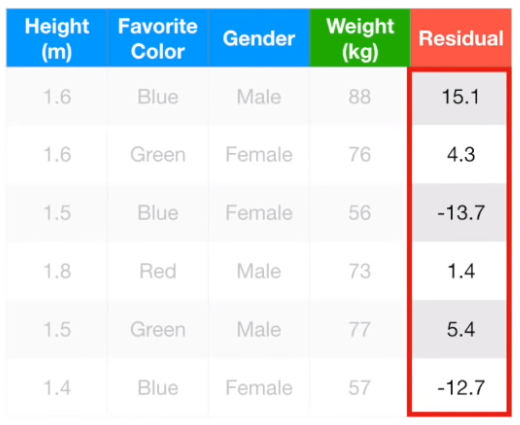 Height (m) Favorite Color Gender Weight (kg) Residual
1.6 Blue Male 88 15.1
1.6 Green Female 76 4.3
1.5 Blue Female 56 -13.7
1.8 Red Male 73 1.4
1.5 Green Male 77 5.4
1.4 Blue Female 57 -12.7